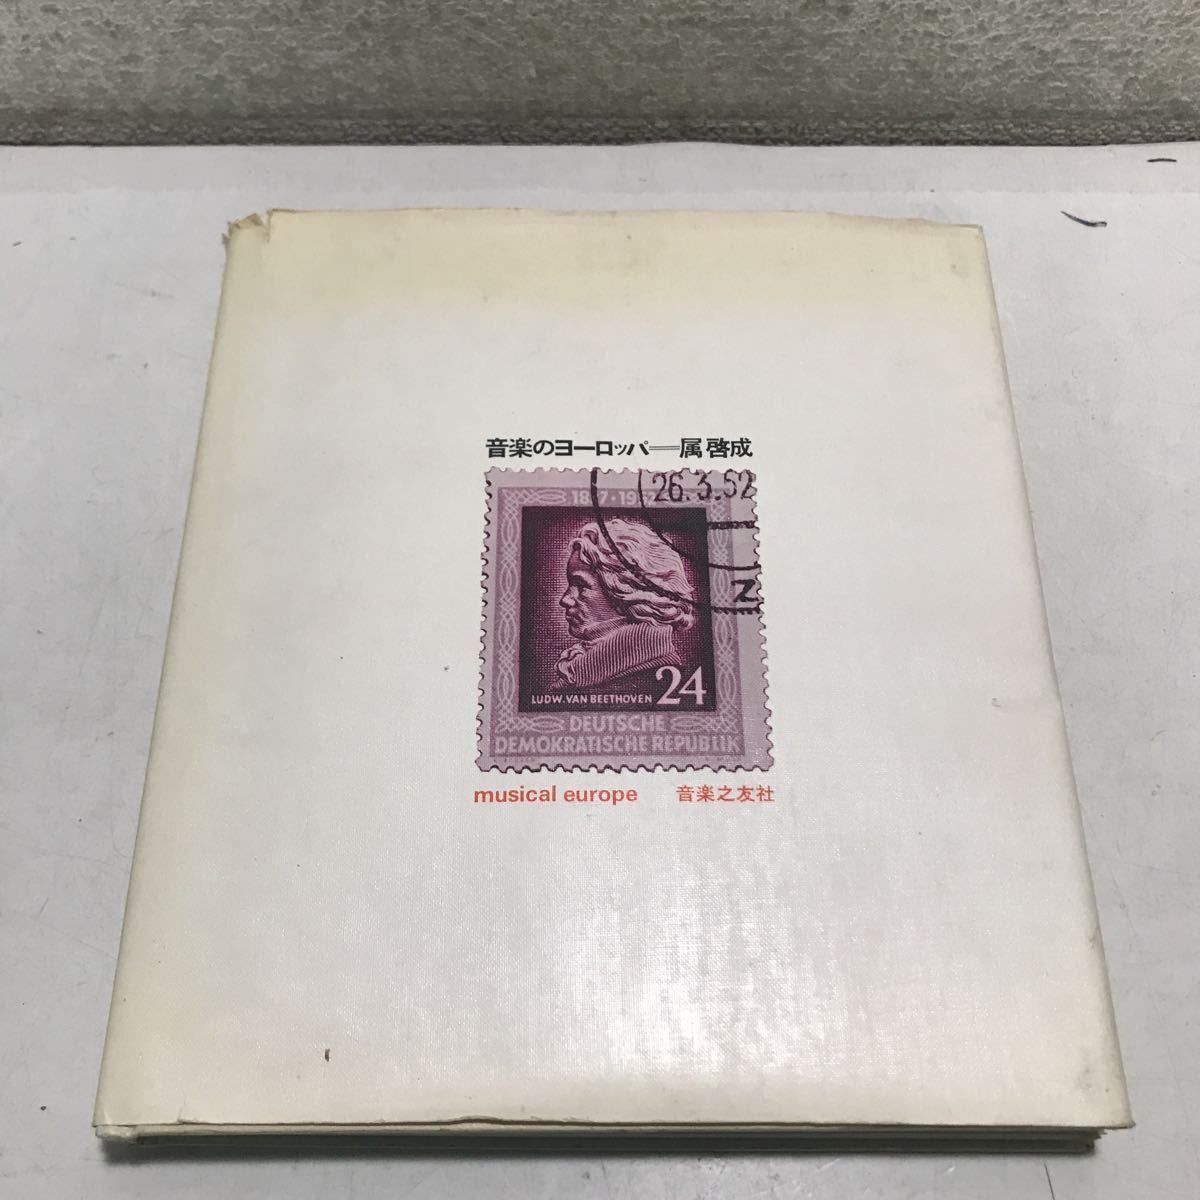 音楽のヨーロッパ＝属啓成
26.3.52
Z
LUDW. VAN BEETHOVEN 24
DEUTSCHE
DEMOKRATISCHE REPUBLIK
musical europe 音楽之友社